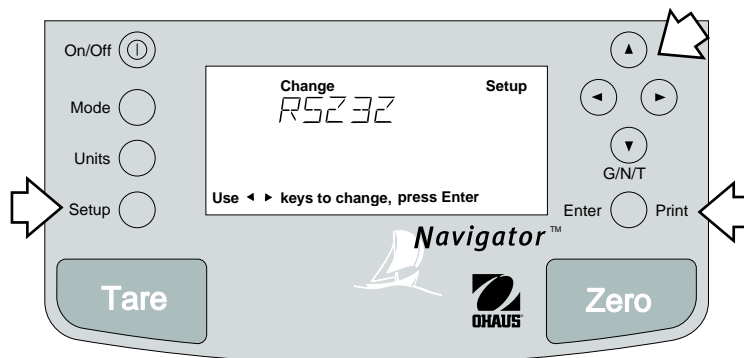 On/Off
Mode
Units
Setup
Change Setup
RS232
Use ◄ ► keys to change, press Enter
G/N/T
Enter Print
Navigator™
Tare
OHAUS
Zero